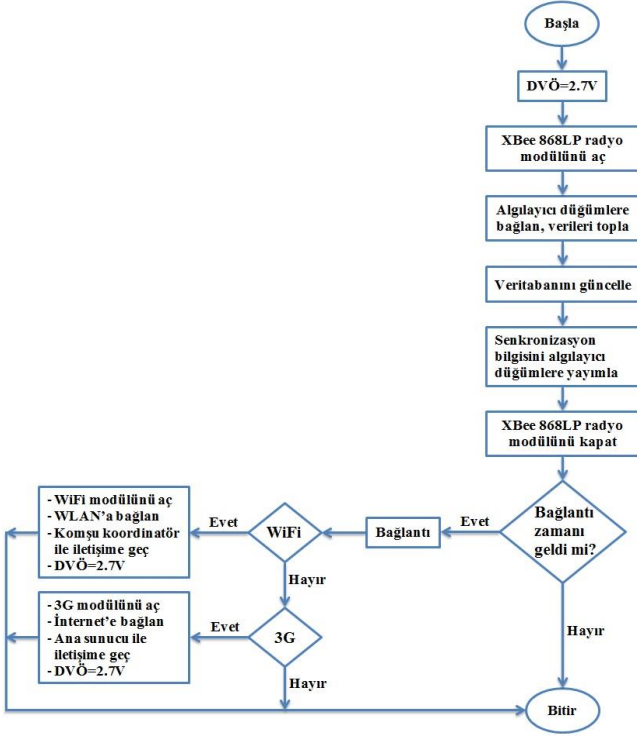 Başla
DVÖ=2.7V
XBee 868LP radyo
modülünü aç
Algılayıcı düğümlere
bağlan, verileri topla
Veritabanını güncelle
Senkronizasyon
bilgisini algılayıcı
düğümlere yayımla
XBee 868LP radyo
modülünü kapat
Bağlantı
zamanı
geldi mi?
Evet
Bağlantı
WiFi
Evet
- WiFi modülünü aç
- WLAN’a bağlan
- Komşu koordinatör
ile iletişime geç
- DVÖ=2.7V
Hayır
3G
Evet
- 3G modülünü aç
- İnternet’e bağlan
- Ana sunucu ile
iletişime geç
- DVÖ=2.7V
Hayır
Hayır
Bitir